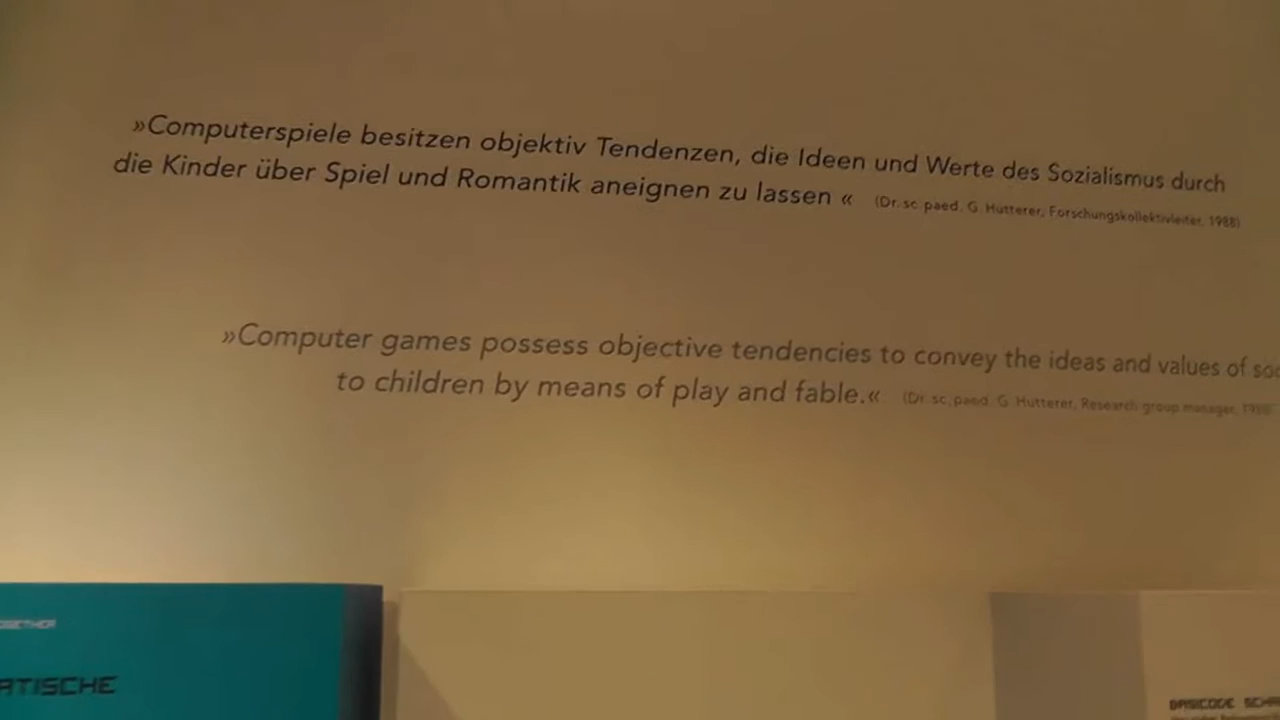 »Computerspiele besitzen objektiv Tendenzen, die Ideen und Werte des Sozialismus durch
die Kinder über Spiel und Romantik aneignen zu lassen « (Dr. sc. paed. G. Hutterer, Forschungskollektivleiter, 1988)
»Computer games possess objective tendencies to convey the ideas and values of
to children by means of play and fable.« (Dr. sc. paed. G. Hutterer, Research group manager,
BASICODE